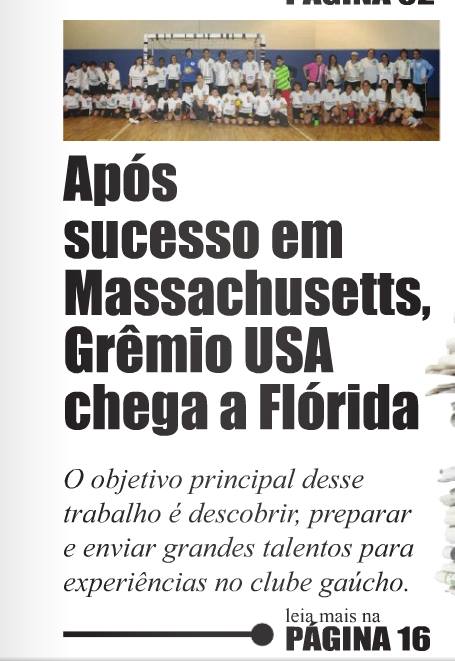 PÁGINA 02
Após
sucesso em
Massachusetts,
Grêmio USA
chega a Flórida
O objetivo principal desse
trabalho é descobrir, preparar
e enviar grandes talentos para
experiências no clube gaúcho.
leia mais na
PÁGINA 16